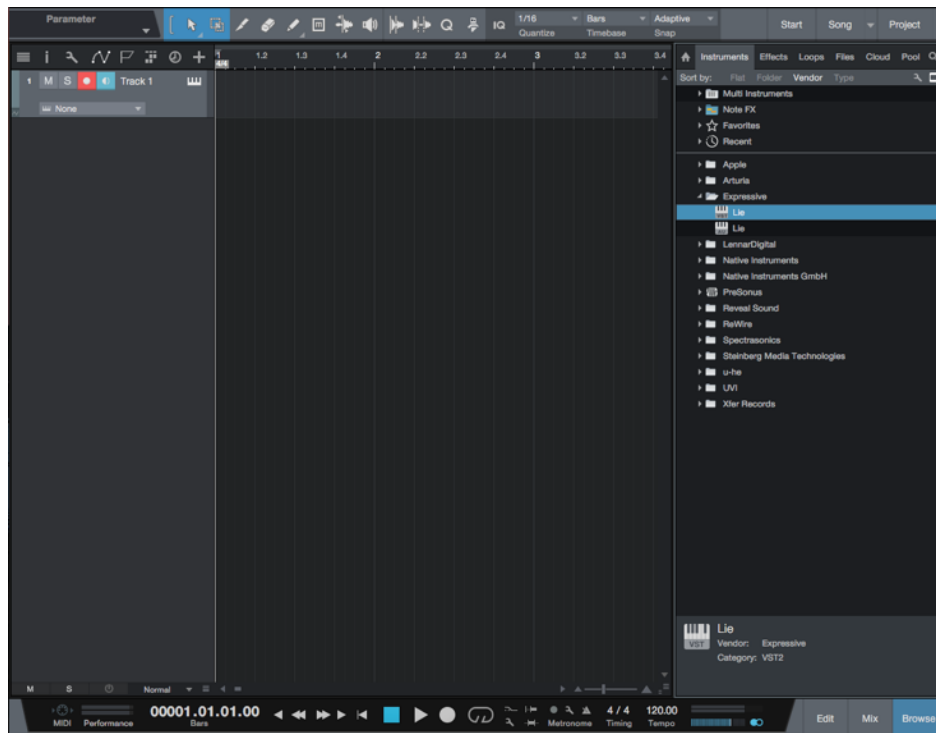 Parameter
IQ
1/16
Quantize
Bars
Timebase
Adaptive
Snap
Start
Song
Project
1
4/4
1.2
1.3
1.4
2
2.2
2.3
2.4
3
3.2
3.3
3.4
1 M S Track 1
None
Instruments Effects Loops Files Cloud Pool
Sort by: Flat Folder Vendor Type
Multi Instruments
Note FX
Favorites
Recent
Apple
Arturia
Expressive
Lie
Lie
LennarDigital
Native Instruments
Native Instruments GmbH
PreSonus
Reveal Sound
ReWire
Spectrasonics
Steinberg Media Technologies
u-he
UVI
Xfer Records
VST
Lie
Vendor: Expressive
Category: VST2
M S Normal
MIDI
Performance
00001.01.01.00
Bars
Metronome
4 / 4
Timing
120.00
Tempo
Edit
Mix
Browse